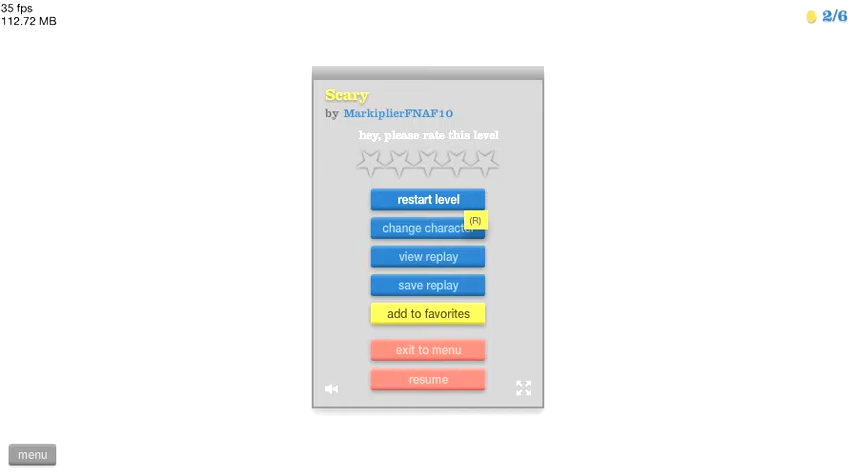 35 fps
112.72 MB
2/6
Scary
by MarkiplierFNAF10
hey, please rate this level
restart level
(R)
change character
view replay
save replay
add to favorites
exit to menu
resume
menu